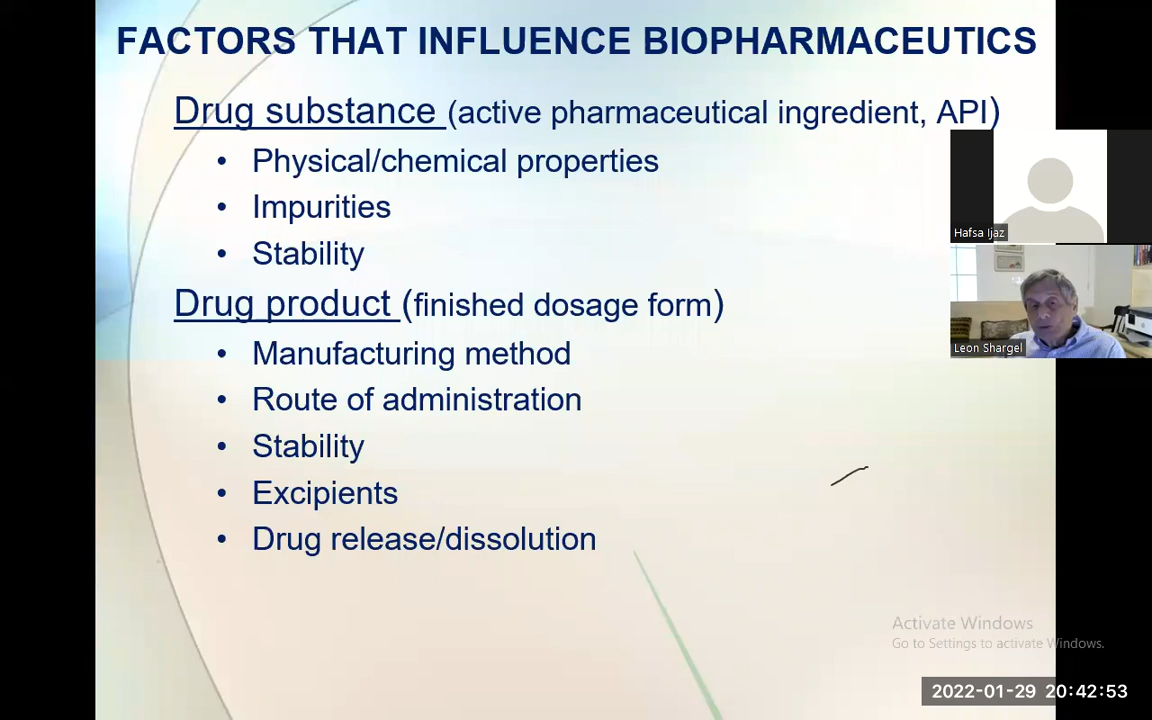 FACTORS THAT INFLUENCE BIOPHARMACEUTICS
Drug substance (active pharmaceutical ingredient, API)
• Physical/chemical properties
• Impurities
• Stability
Drug product (finished dosage form)
• Manufacturing method
• Route of administration
• Stability
• Excipients
• Drug release/dissolution
Hafsa Ijaz
Leon Shargel
Activate Windows
Go to Settings to activate Windows.
2022-01-29 20:42:53